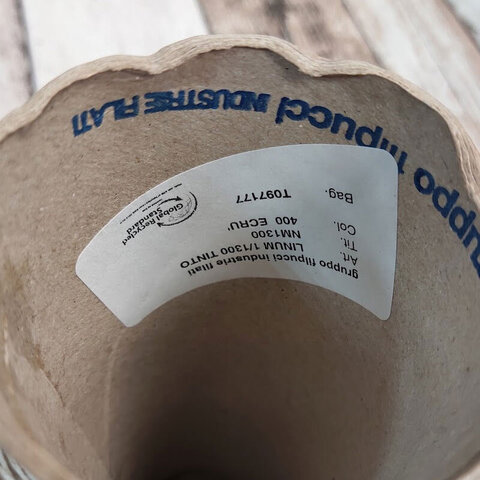 gruppo filpucci INDUSTRIE FILATI
gruppo filpucci industrie filati
Art. LINUM 1/1300 TINTO
Tit. NM1300
Col. 400 ECRU'
Bag. T097177
Global Recycled
Standard